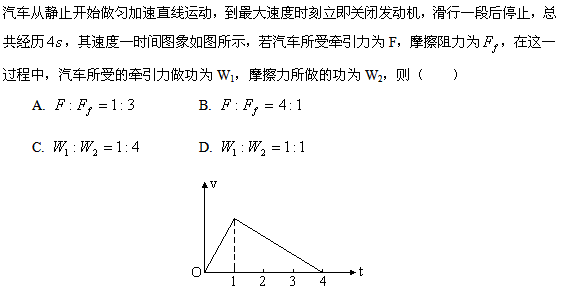 汽车从静止开始做匀加速直线运动，到最大速度时刻立即关闭发动机，滑行一段后停止，总
共经历4s，其速度一时间图象如图所示，若汽车所受牵引力为F，摩擦阻力为F_f，在这一
过程中，汽车所受的牵引力做功为W₁，摩擦力所做的功为W₂，则（　　）
A. F : F_f = 1 : 3　　B. F : F_f = 4 : 1
C. W₁ : W₂ = 1 : 4　　D. W₁ : W₂ = 1 : 1
v
O 1 2 3 4 t